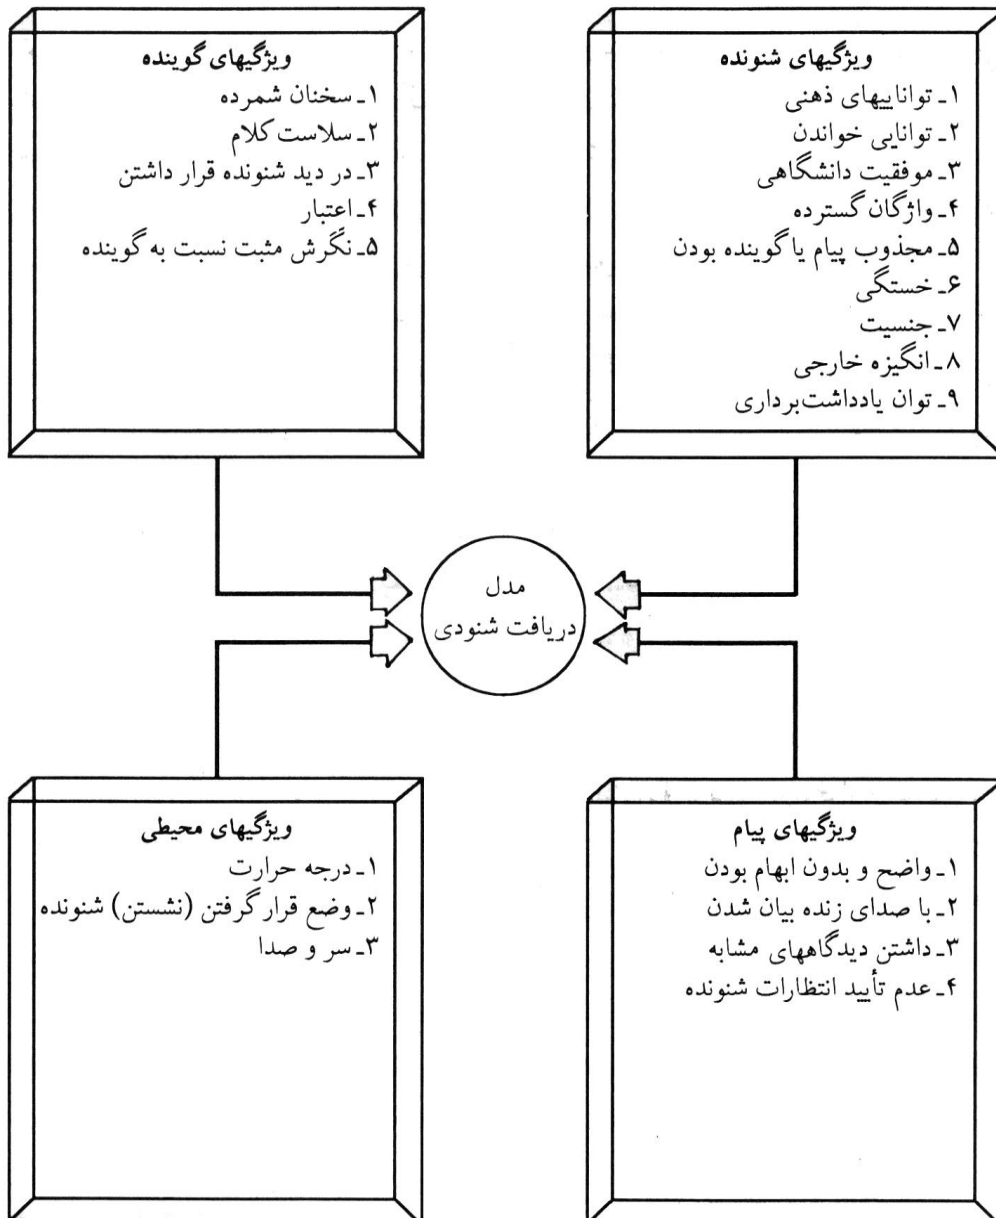 ویژگیهای شنونده
۱ـ تواناییهای ذهنی
۲ـ توانایی خواندن
۳ـ موفقیت دانشگاهی
۴ـ واژگان گسترده
۵ـ مجذوب پیام یا گوینده بودن
۶ـ خستگی
۷ـ جنسیت
۸ـ انگیزه خارجی
۹ـ توان یادداشت‌برداری
ویژگیهای گوینده
۱ـ سخنان شمرده
۲ـ سلاست کلام
۳ـ در دید شنونده قرار داشتن
۴ـ اعتبار
۵ـ نگرش مثبت نسبت به گوینده
مدل
دریافت شنودی
ویژگیهای پیام
۱ـ واضح و بدون ابهام بودن
۲ـ با صدای زنده بیان شدن
۳ـ داشتن دیدگاههای مشابه
۴ـ عدم تأیید انتظارات شنونده
ویژگیهای محیطی
۱ـ درجه حرارت
۲ـ وضع قرار گرفتن (نشستن) شنونده
۳ـ سر و صدا